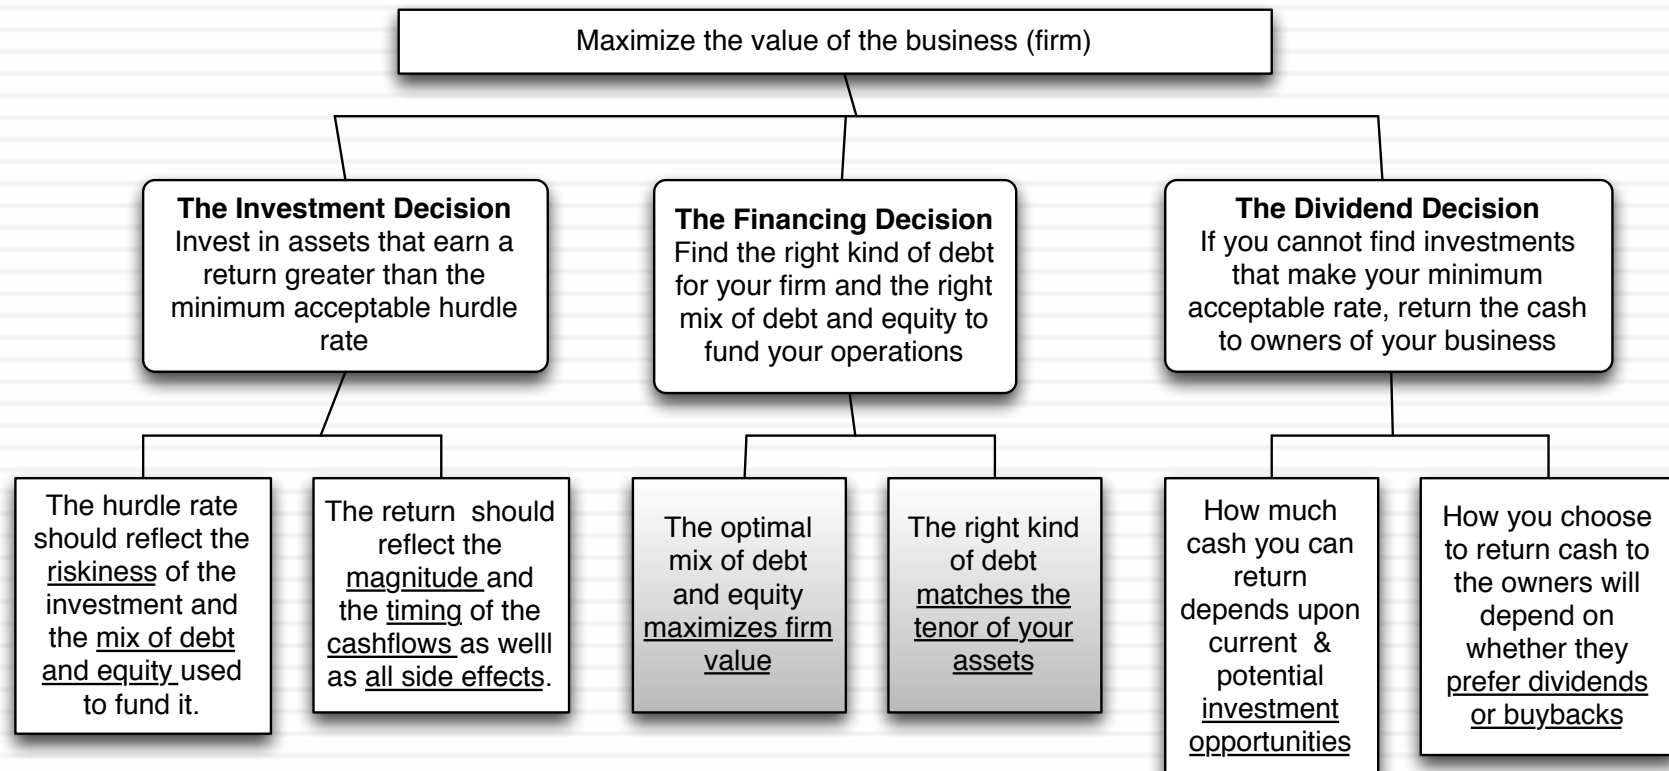 Maximize the value of the business (firm)
The Investment Decision
Invest in assets that earn a
return greater than the
minimum acceptable hurdle
rate
The Financing Decision
Find the right kind of debt
for your firm and the right
mix of debt and equity to
fund your operations
The Dividend Decision
If you cannot find investments
that make your minimum
acceptable rate, return the cash
to owners of your business
The hurdle rate
should reflect the
riskiness of the
investment and
the mix of debt
and equity used
to fund it.
The return should
reflect the
magnitude and
the timing of the
cashflows as welll
as all side effects.
The optimal
mix of debt
and equity
maximizes firm
value
The right kind
of debt
matches the
tenor of your
assets
How much
cash you can
return
depends upon
current &
potential
investment
opportunities
How you choose
to return cash to
the owners will
depend on
whether they
prefer dividends
or buybacks